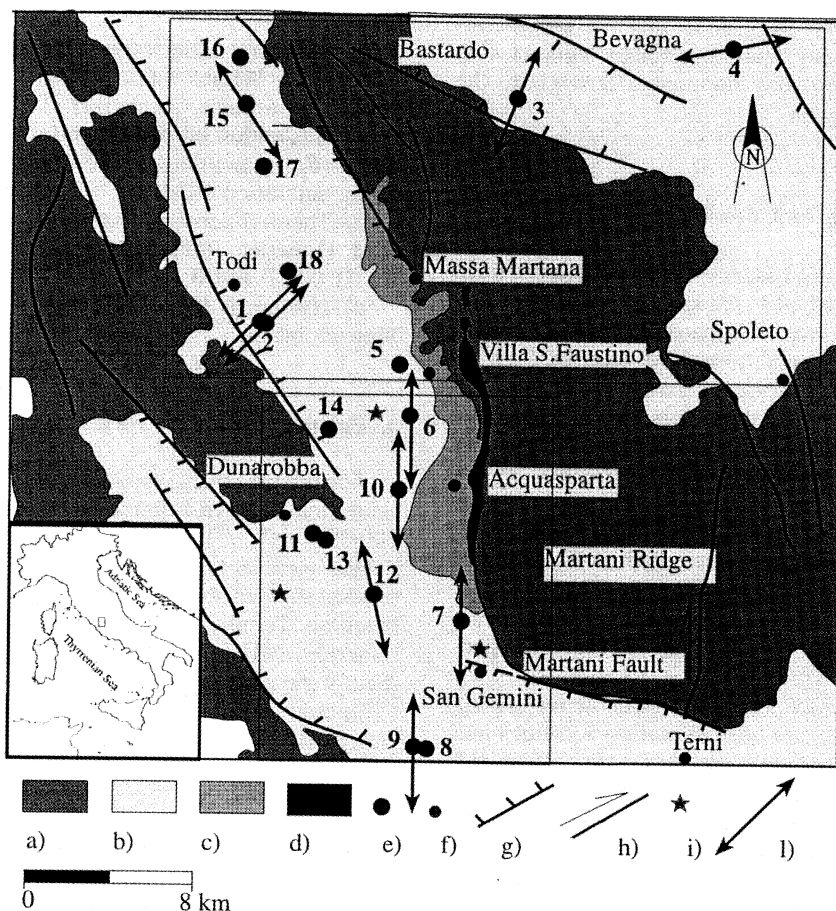 16
Bastardo
Bevagna
4
15
3
N
17
Todi
18
Massa Martana
1
2
5
Villa S.Faustino
Spoleto
14
6
Dunarobba
10
Acquasparta
11
13
12
Martani Ridge
Adriatic Sea
Thyrrenian Sea
7
Martani Fault
San Gemini
9
8
Terni
a) b) c) d) e) f) g) h) i) l)
0 8 km